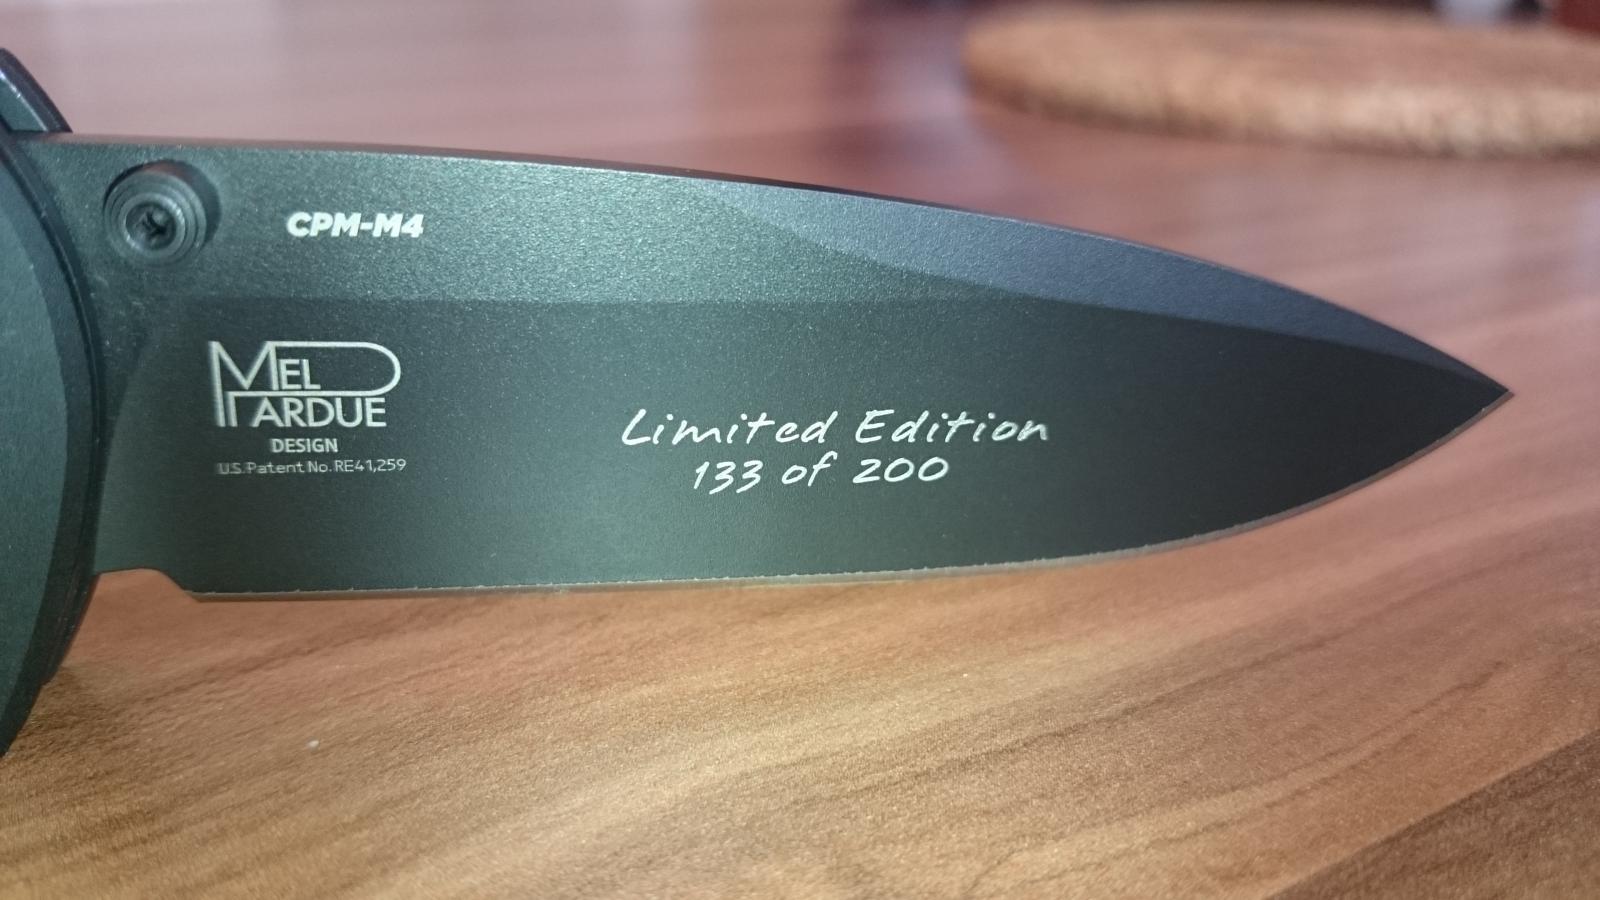 CPM-M4
MEL
PARDUE
DESIGN
U.S. Patent No. RE41,259
Limited Edition
133 of 200